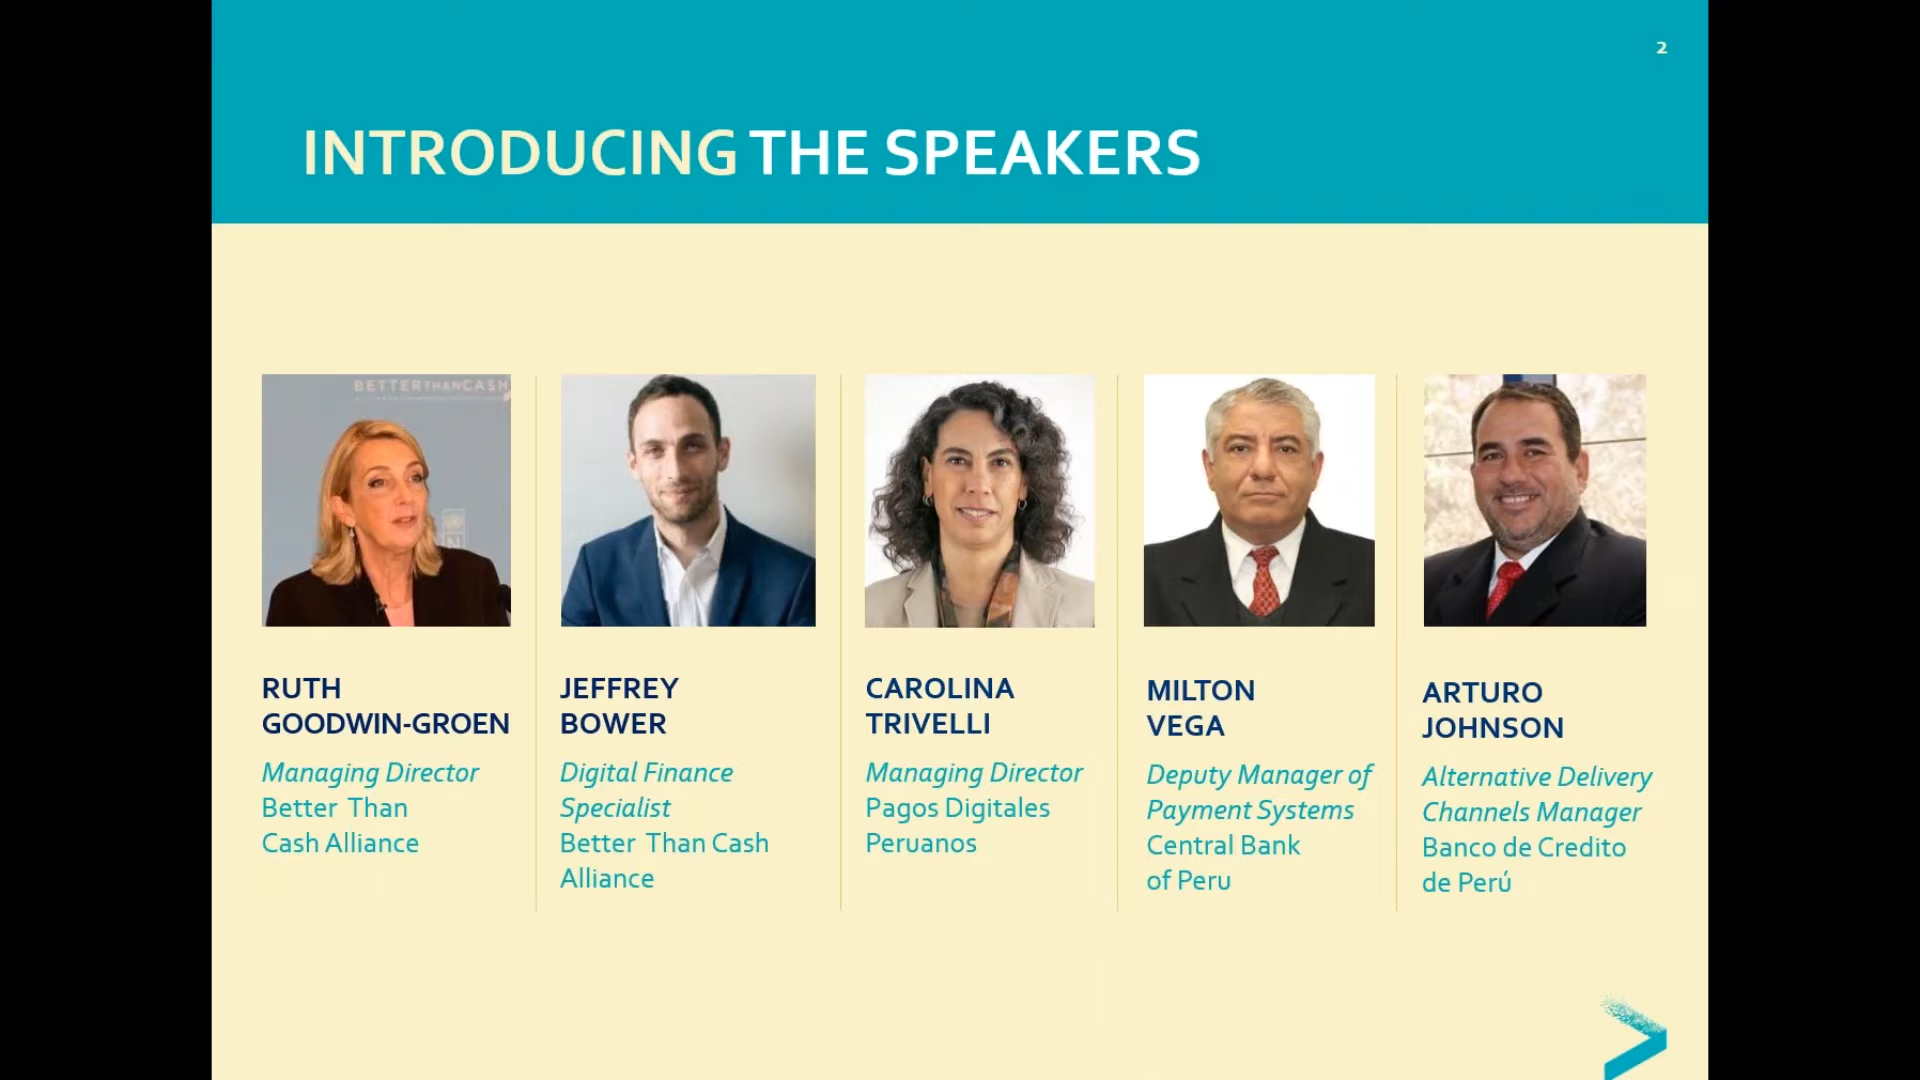 2
INTRODUCING THE SPEAKERS
BETTERTHANCASH
RUTH
GOODWIN-GROEN
Managing Director
Better Than
Cash Alliance
JEFFREY
BOWER
Digital Finance
Specialist
Better Than Cash
Alliance
CAROLINA
TRIVELLI
Managing Director
Pagos Digitales
Peruanos
MILTON
VEGA
Deputy Manager of
Payment Systems
Central Bank
of Peru
ARTURO
JOHNSON
Alternative Delivery
Channels Manager
Banco de Credito
de Perú